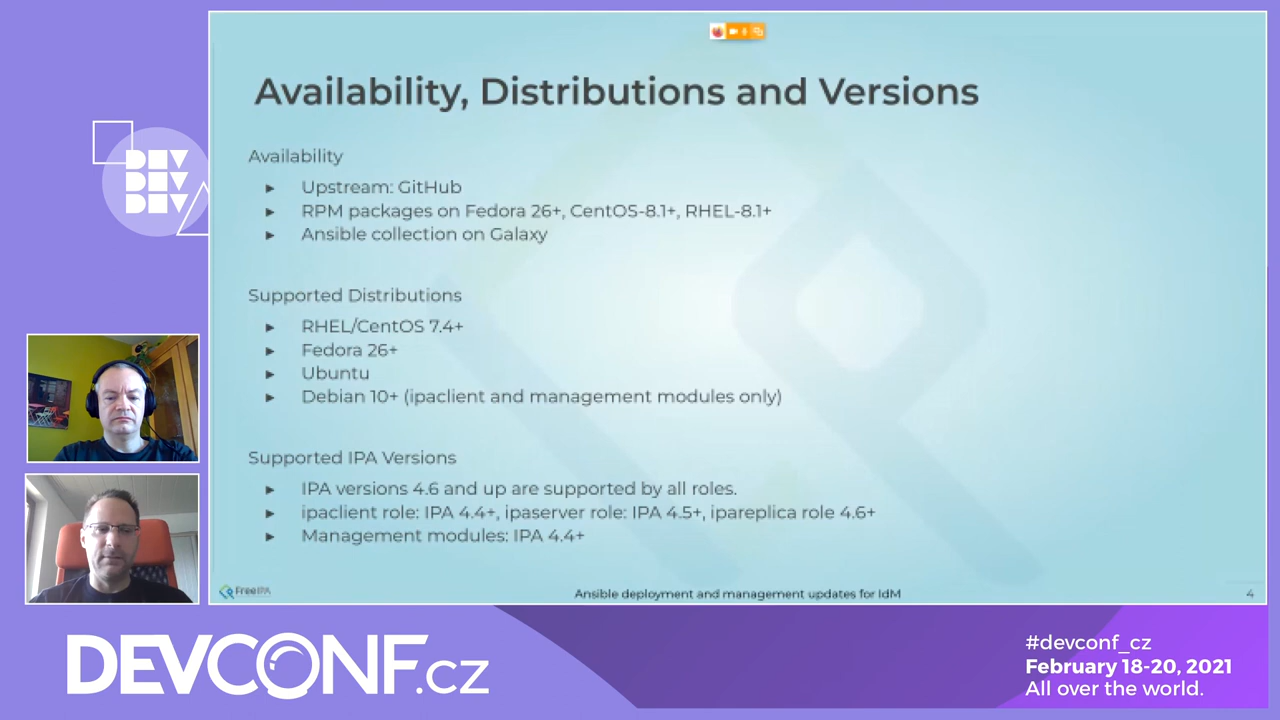 Availability, Distributions and Versions
Availability
► Upstream: GitHub
► RPM packages on Fedora 26+, CentOS-8.1+, RHEL-8.1+
► Ansible collection on Galaxy
Supported Distributions
► RHEL/CentOS 7.4+
► Fedora 26+
► Ubuntu
► Debian 10+ (ipaclient and management modules only)
Supported IPA Versions
► IPA versions 4.6 and up are supported by all roles.
► ipaclient role: IPA 4.4+, ipaserver role: IPA 4.5+, ipareplica role 4.6+
► Management modules: IPA 4.4+
FreeIPA
Ansible deployment and management updates for IdM
4
DEV
DEV
DEV
DEVCONF.cz
#devconf_cz
February 18-20, 2021
All over the world.